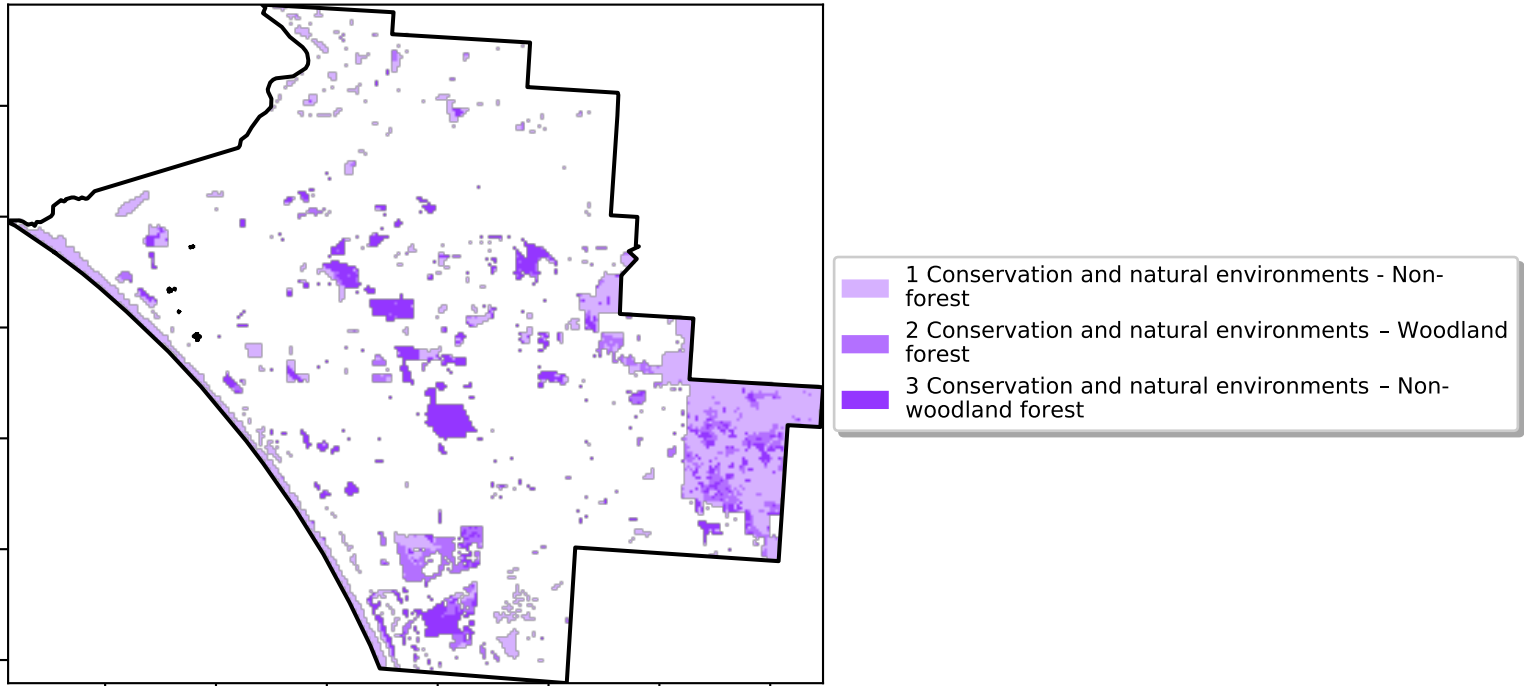 1 Conservation and natural environments - Non-
forest
2 Conservation and natural environments – Woodland
forest
3 Conservation and natural environments – Non-
woodland forest